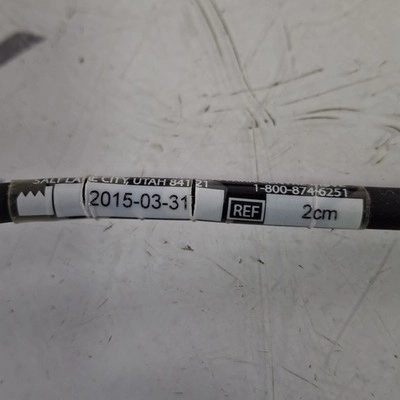 SALT LAKE CITY, UTAH 84121
1-800-874-6251
2015-03-31
REF 2cm